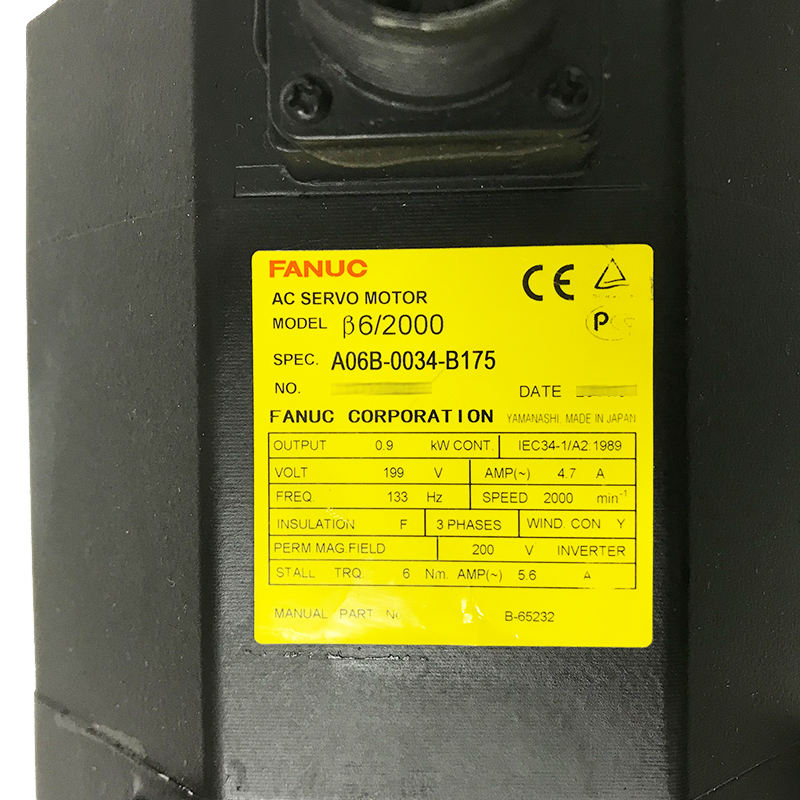 FANUC
CE
AC SERVO MOTOR
MODEL β6/2000
SPEC. A06B-0034-B175
NO.
DATE
FANUC CORPORATION YAMANASHI, MADE IN JAPAN
OUTPUT 0.9 kW CONT. IEC34-1/A2:1989
VOLT 199 V AMP(~) 4.7 A
FREQ. 133 Hz SPEED 2000 min⁻¹
INSULATION F 3 PHASES WIND. CON Y
PERM MAG.FIELD 200 V INVERTER
STALL TRQ. 6 Nm. AMP(~) 5.6 A
MANUAL PART No B-65232